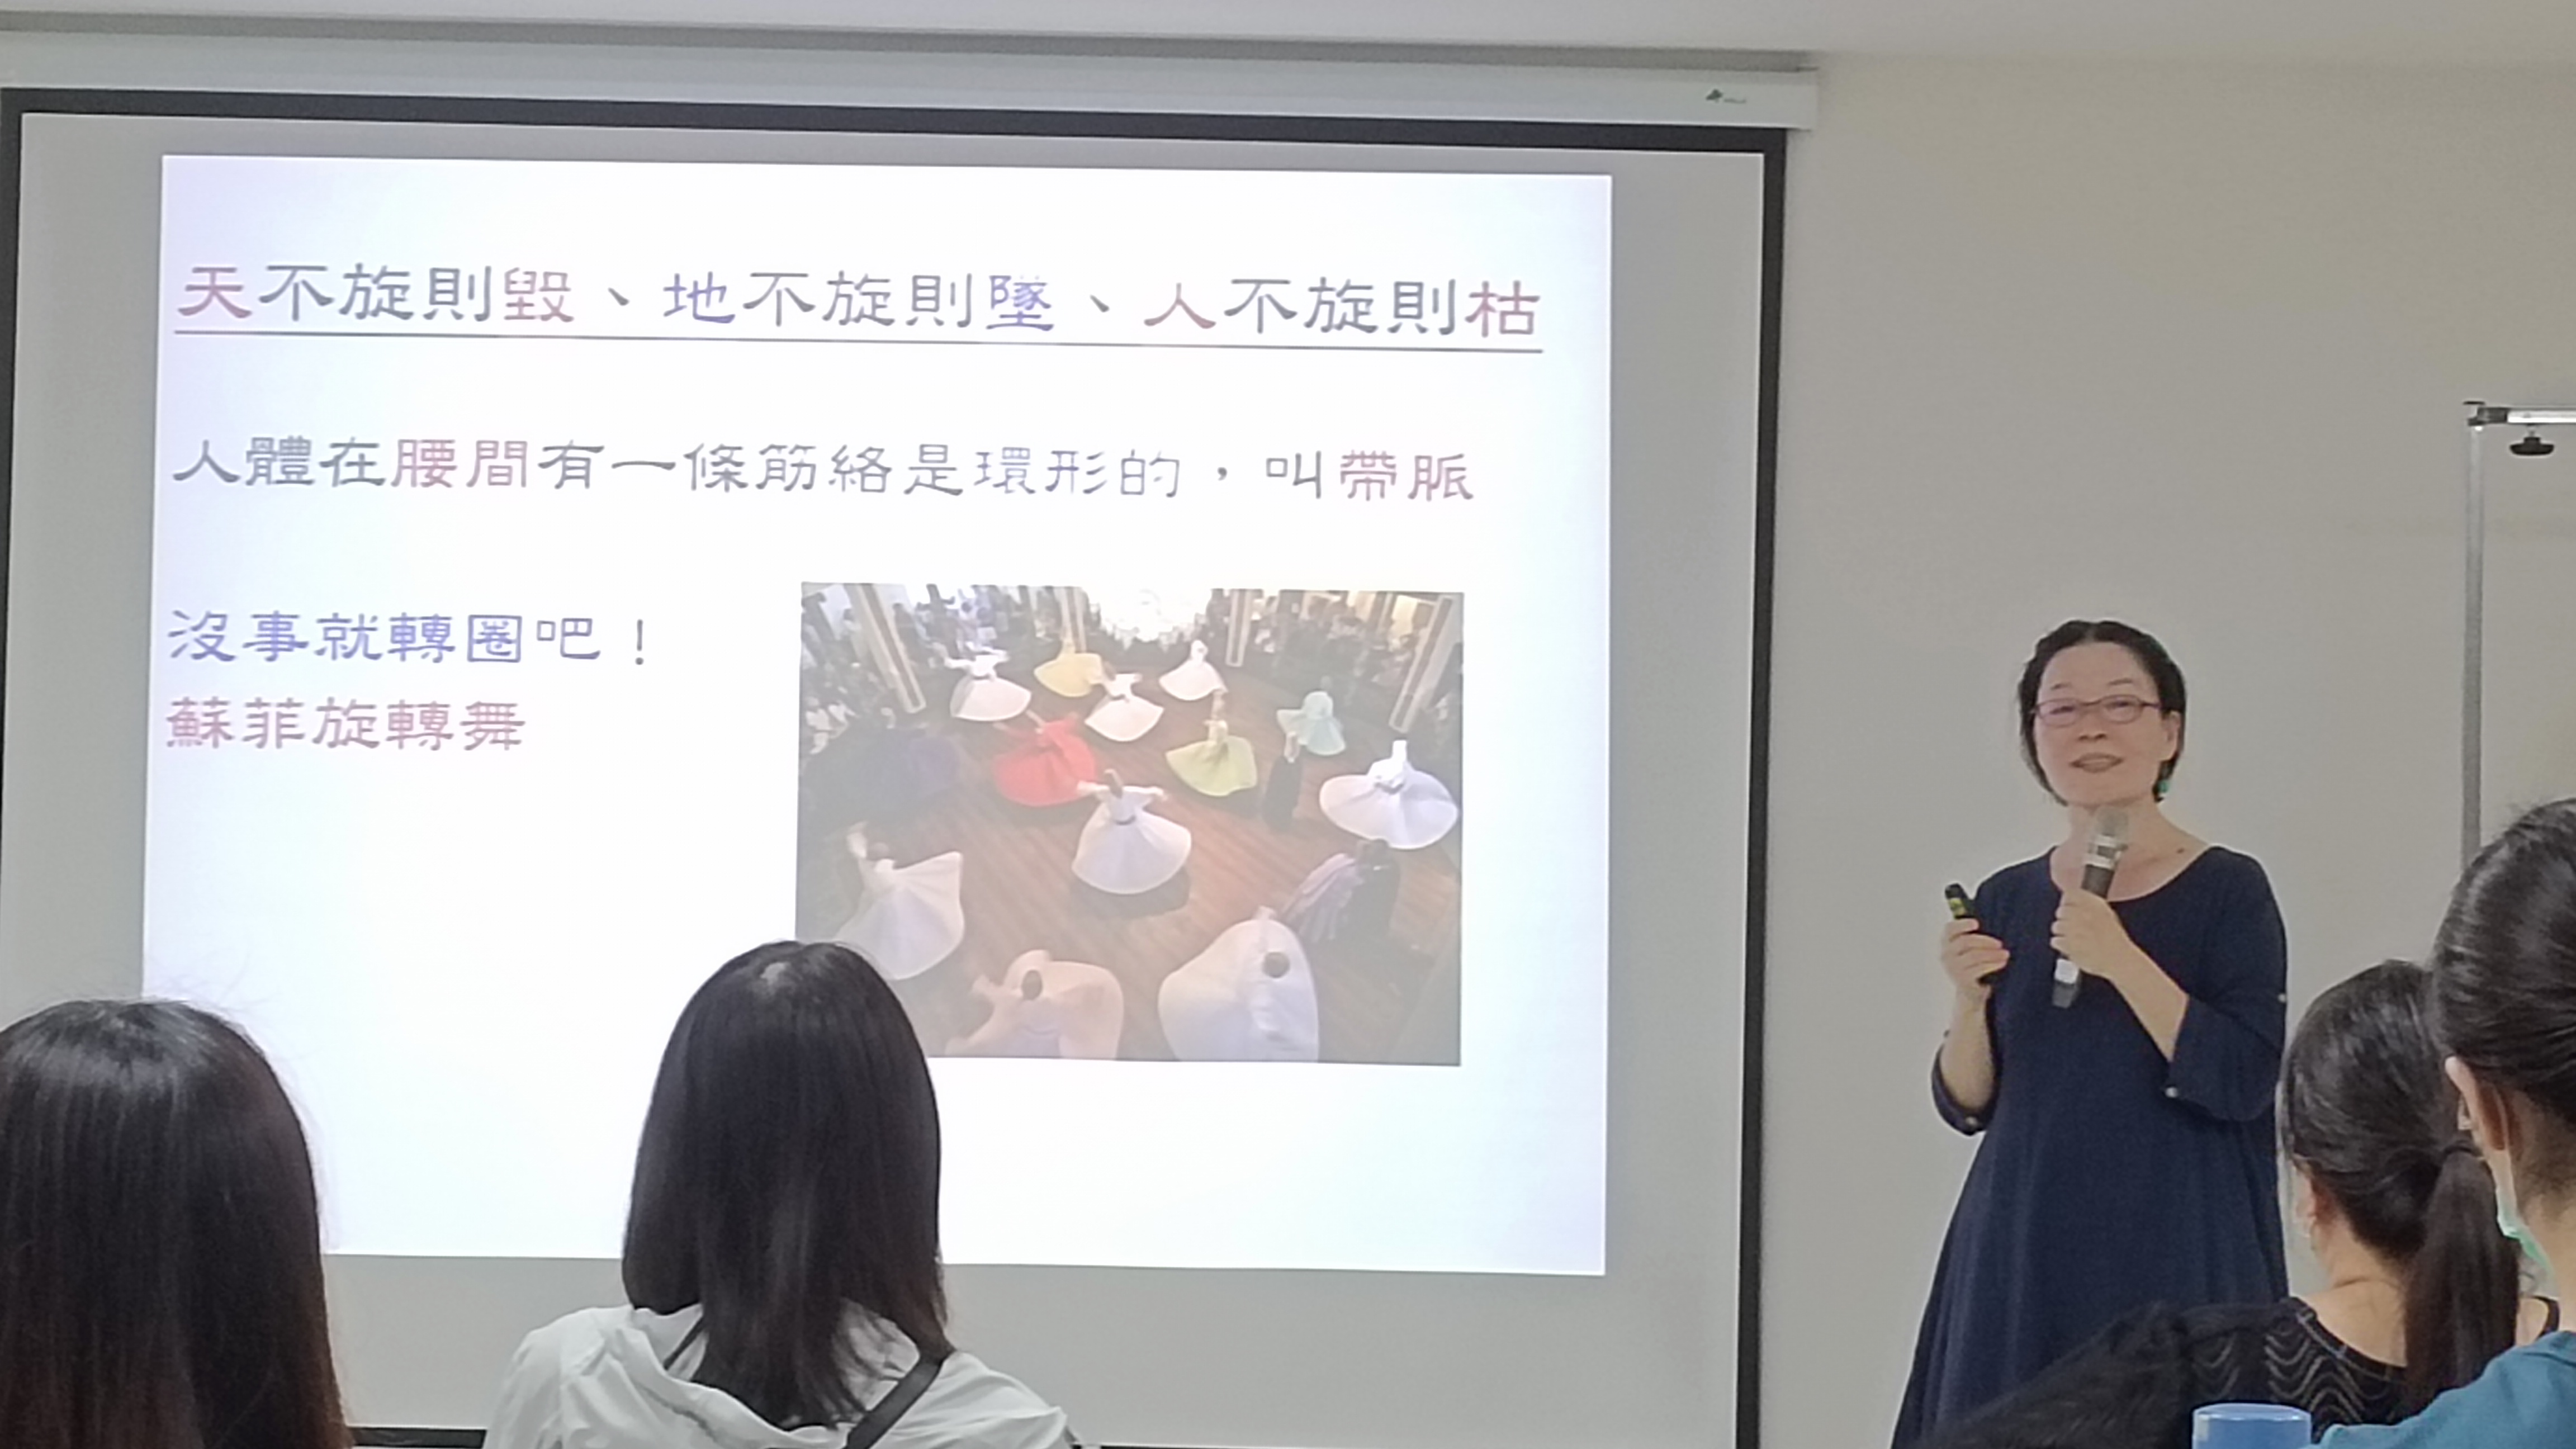 天不旋則毀、地不旋則墜、人不旋則枯
人體在腰間有一條筋絡是環形的，叫帶脈
沒事就轉圈吧！
蘇菲旋轉舞